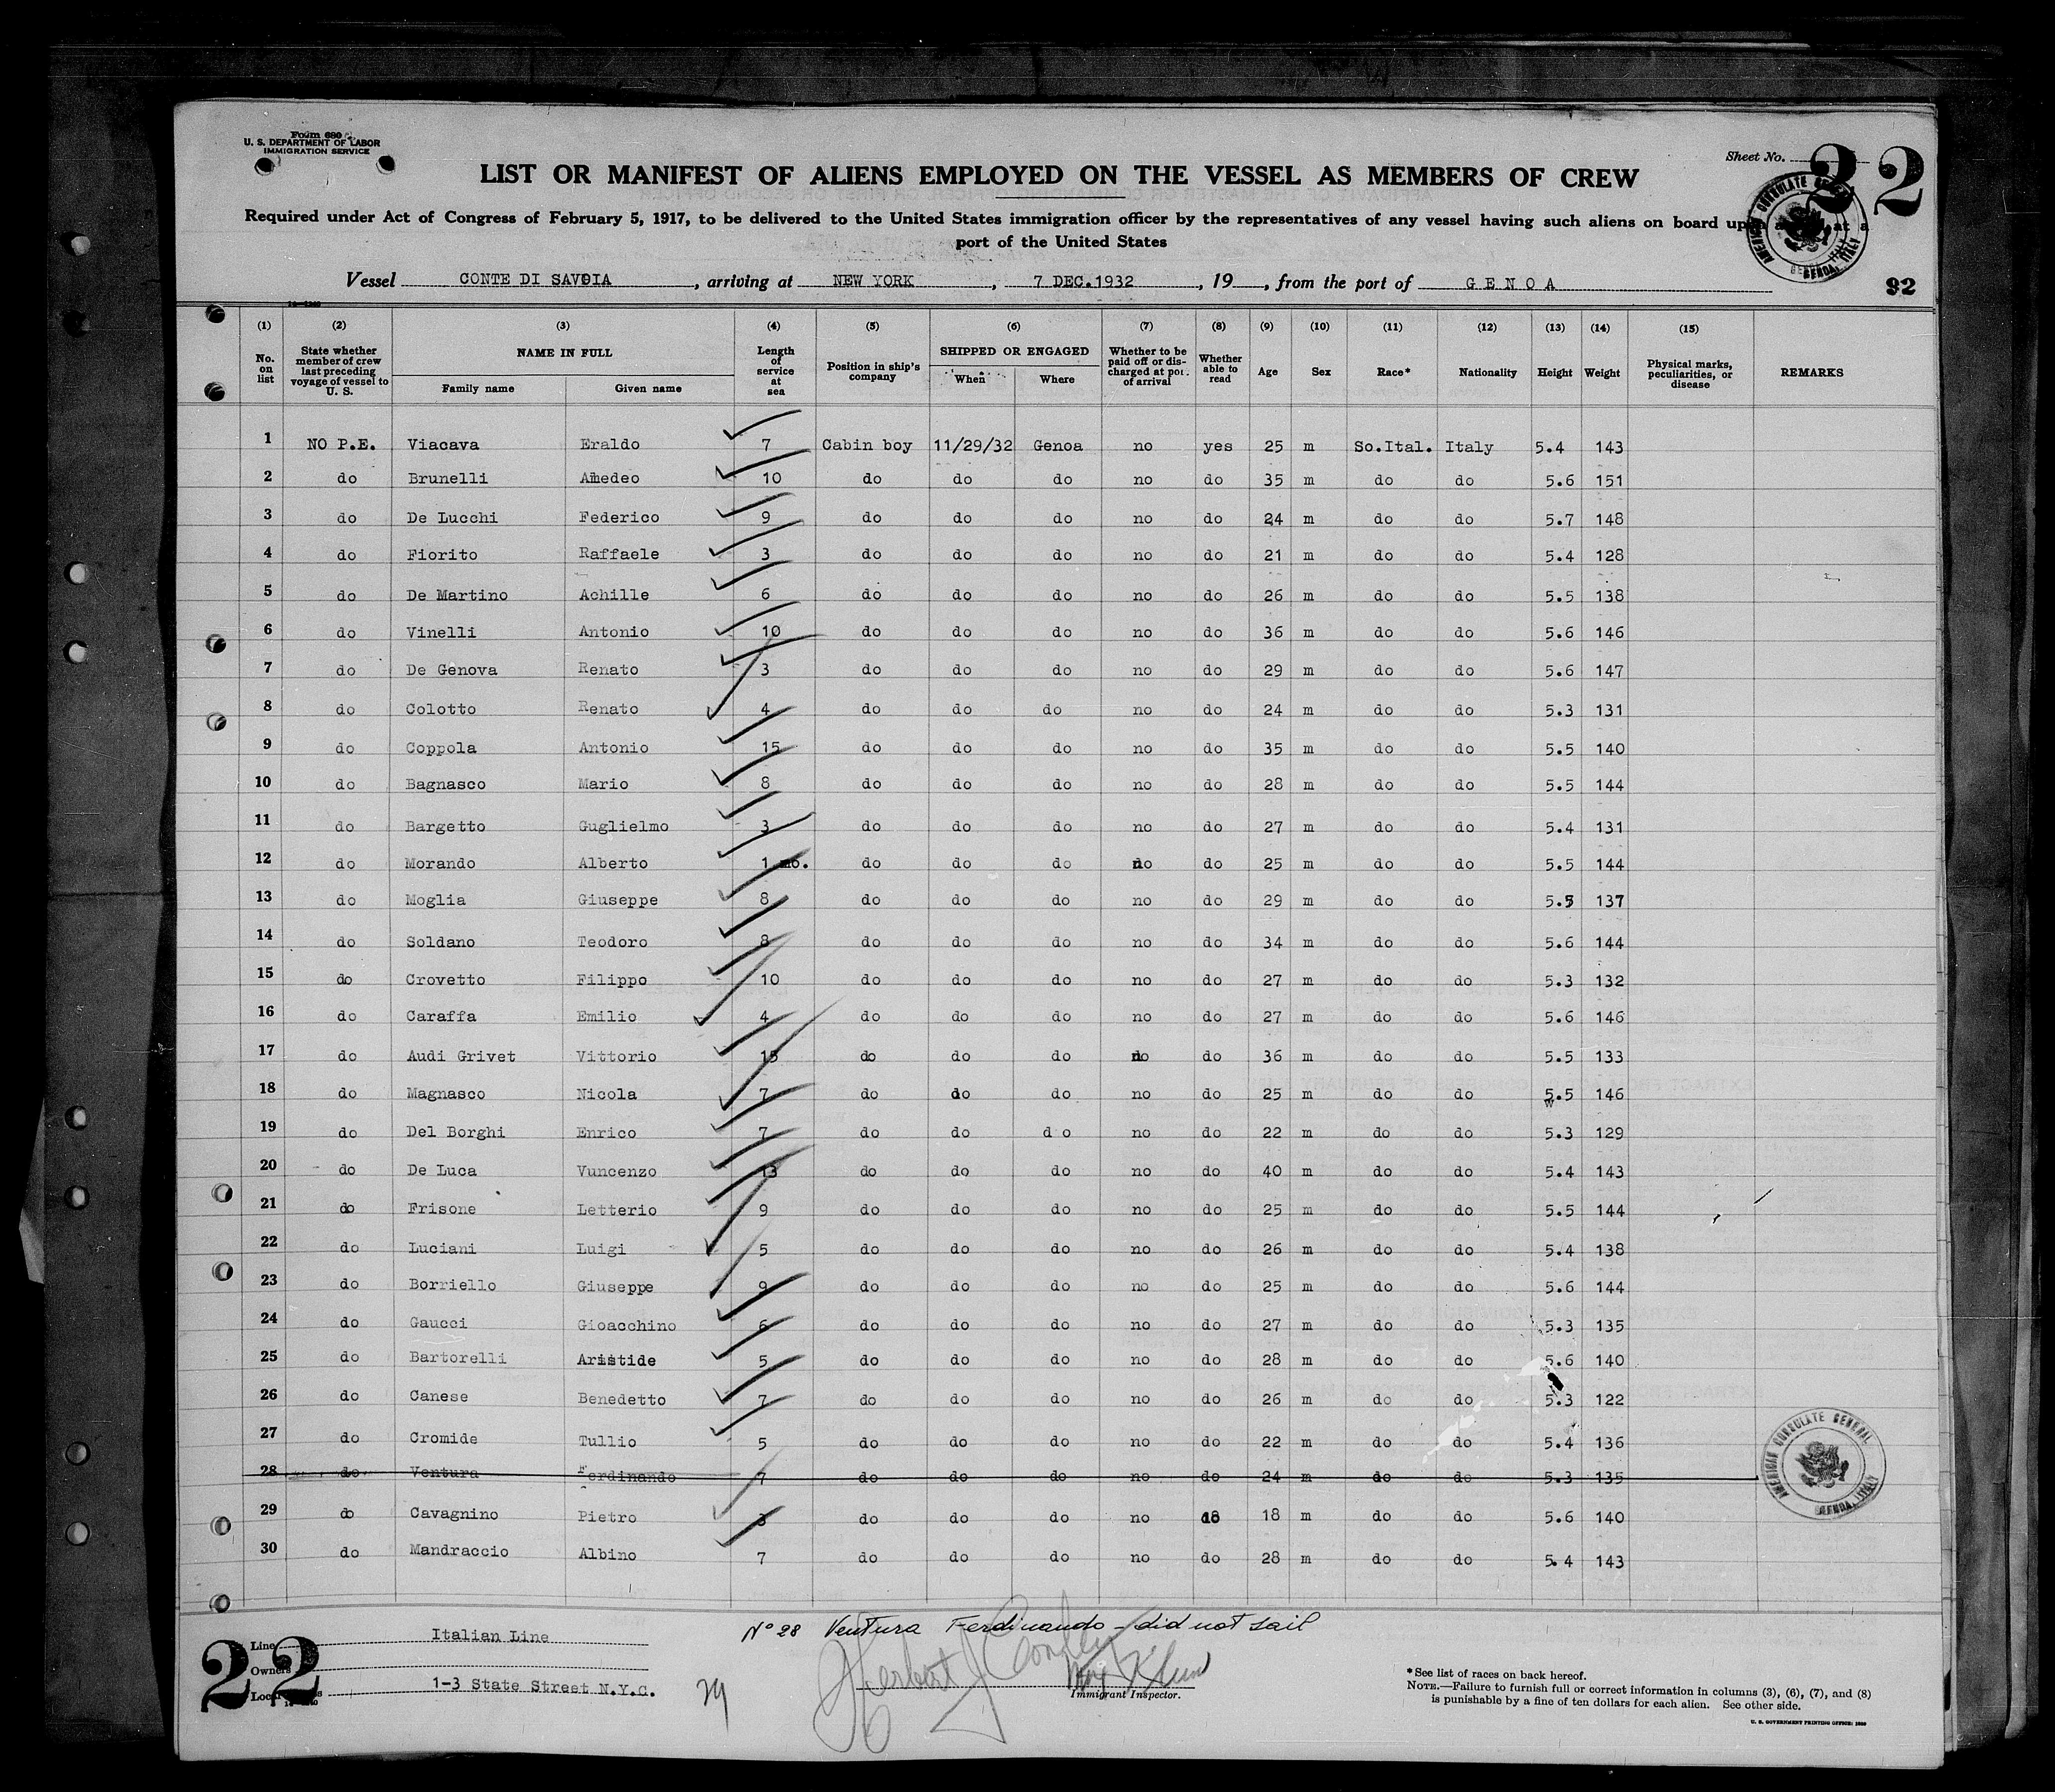 Form 680
U. S. DEPARTMENT OF LABOR
IMMIGRATION SERVICE
Sheet No.
22
LIST OR MANIFEST OF ALIENS EMPLOYED ON THE VESSEL AS MEMBERS OF CREW
Required under Act of Congress of February 5, 1917, to be delivered to the United States immigration officer by the representatives of any vessel having such aliens on board upon at a
port of the United States
AMERICAN CONSULATE GENERAL GENOA, ITALY
Vessel CONTE DI SAVOIA, arriving at NEW YORK, 7 DEC.1932, 19, from the port of GENOA
92
(1) (2) (3) (4) (5) (6) (7) (8) (9) (10) (11) (12) (13) (14) (15)
No. on list State whether member of crew last preceding voyage of vessel to U. S. NAME IN FULL Family name Given name Length of service at sea Position in ship's company SHIPPED OR ENGAGED When Where Whether to be paid off or discharged at port of arrival Whether able to read Age Sex Race* Nationality Height Weight Physical marks, peculiarities, or disease REMARKS
1 NO P.E. Viacava Eraldo 7 Cabin boy 11/29/32 Genoa no yes 25 m So.Ital. Italy 5.4 143
2 do Brunelli Amedeo 10 do do do no do 35 m do do 5.6 151
3 do De Lucchi Federico 9 do do do no do 24 m do do 5.7 148
4 do Fiorito Raffaele 3 do do do no do 21 m do do 5.4 128
5 do De Martino Achille 6 do do do no do 26 m do do 5.5 138
6 do Vinelli Antonio 10 do do do no do 36 m do do 5.6 146
7 do De Genova Renato 3 do do do no do 29 m do do 5.6 147
8 do Colotto Renato 4 do do do no do 24 m do do 5.3 131
9 do Coppola Antonio 15 do do do no do 35 m do do 5.5 140
10 do Bagnasco Mario 8 do do do no do 28 m do do 5.5 144
11 do Bargetto Guglielmo 3 do do do no do 27 m do do 5.4 131
12 do Morando Alberto 1 mo. do do do no do 25 m do do 5.5 144
13 do Moglia Giuseppe 8 do do do no do 29 m do do 5.5 137
14 do Soldano Teodoro 8 do do do no do 34 m do do 5.6 144
15 do Crovetto Filippo 10 do do do no do 27 m do do 5.3 132
16 do Caraffa Emilio 4 do do do no do 27 m do do 5.6 146
17 do Audi Grivet Vittorio 15 do do do no do 36 m do do 5.5 133
18 do Magnasco Nicola 7 do do do no do 25 m do do 5.5 146
19 do Del Borghi Enrico 7 do do d o no do 22 m do do 5.3 129
20 do De Luca Vuncenzo 13 do do do no do 40 m do do 5.4 143
21 do Frisone Letterio 9 do do do no do 25 m do do 5.5 144
22 do Luciani Luigi 5 do do do no do 26 m do do 5.4 138
23 do Borriello Giuseppe 9 do do do no do 25 m do do 5.6 144
24 do Gaucci Gioacchino 6 do do do no do 27 m do do 5.3 135
25 do Bartorelli Aristide 5 do do do no do 28 m do do 5.6 140
26 do Canese Benedetto 7 do do do no do 26 m do do 5.3 122
27 do Cromide Tullio 5 do do do no do 22 m do do 5.4 136
28 do Ventura Ferdinando 7 do do do no do 24 m do do 5.3 135
29 do Cavagnino Pietro 3 do do do no do 18 m do do 5.6 140
30 do Mandraccio Albino 7 do do do no do 28 m do do 5.4 143
AMERICAN CONSULATE GENERAL GENOA, ITALY
N° 28 Ventura Ferdinando - did not sail
Line Italian Line
Owners
Local 1-3 State Street N.Y.C.
22
29
Herbert J Conley
Immigrant Inspector.
*See list of races on back hereof.
NOTE.—Failure to furnish full or correct information in columns (3), (6), (7), and (8)
is punishable by a fine of ten dollars for each alien. See other side.
U. S. GOVERNMENT PRINTING OFFICE: